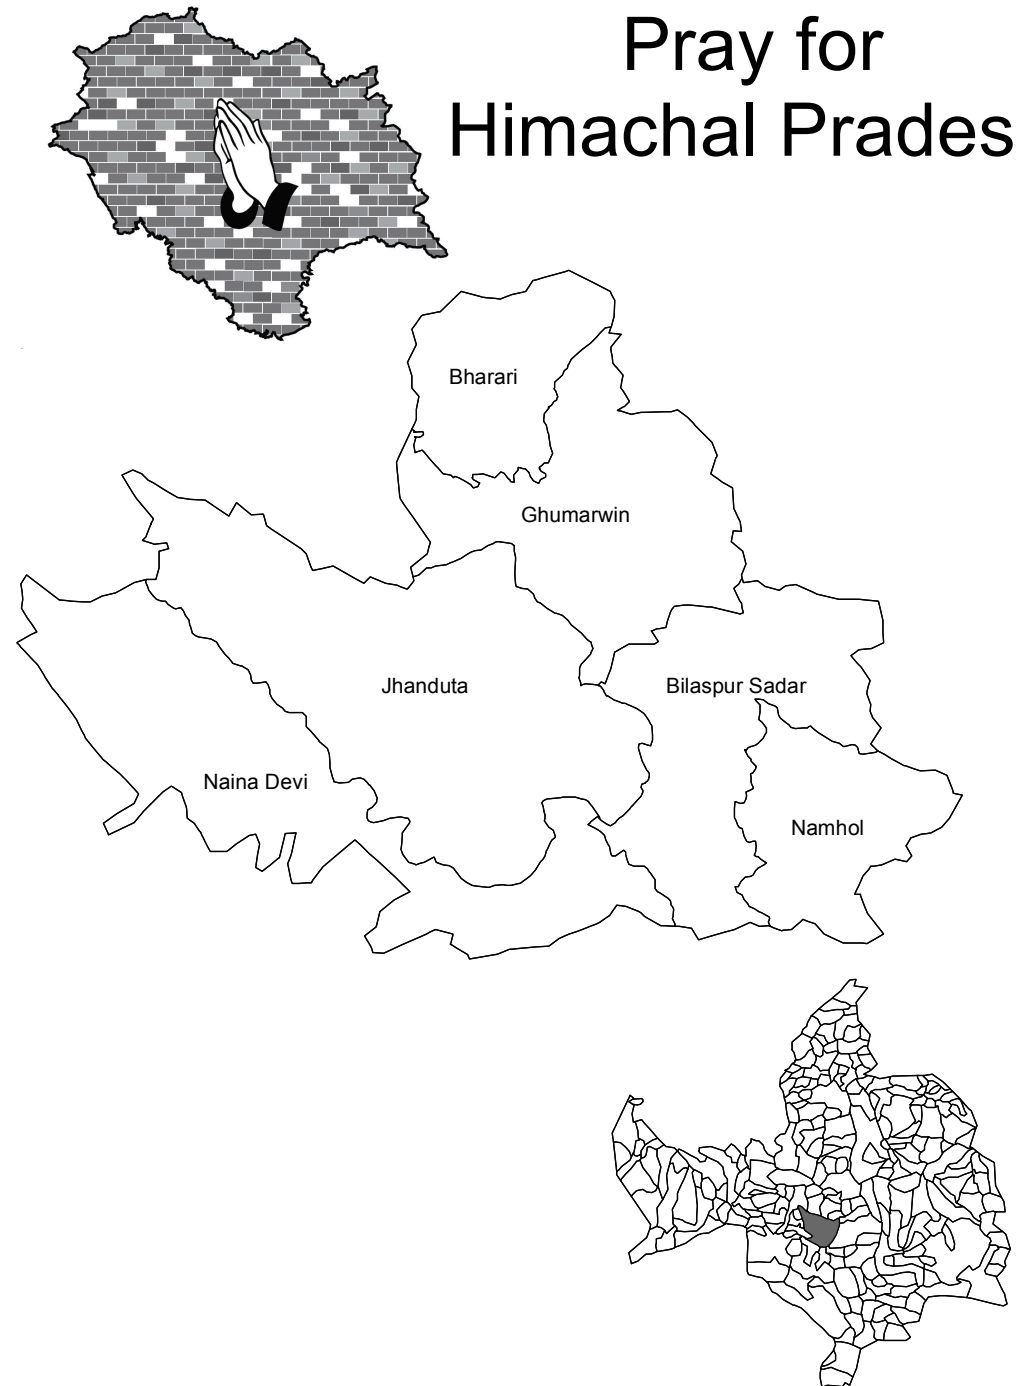 Pray for
Himachal Prades
Bharari
Ghumarwin
Jhanduta
Bilaspur Sadar
Naina Devi
Namhol